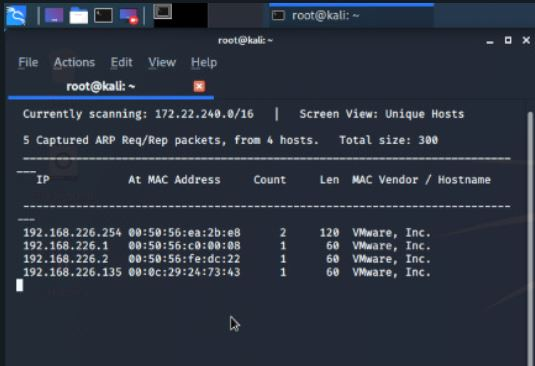 root@kali: ~
root@kali: ~
File Actions Edit View Help
root@kali: ~
Currently scanning: 172.22.240.0/16 | Screen View: Unique Hosts
5 Captured ARP Req/Rep packets, from 4 hosts. Total size: 300
IP At MAC Address Count Len MAC Vendor / Hostname
192.168.226.254 00:50:56:ea:2b:e8 2 120 VMware, Inc.
192.168.226.1 00:50:56:c0:00:08 1 60 VMware, Inc.
192.168.226.2 00:50:56:fe:dc:22 1 60 VMware, Inc.
192.168.226.135 00:0c:29:24:73:43 1 60 VMware, Inc.